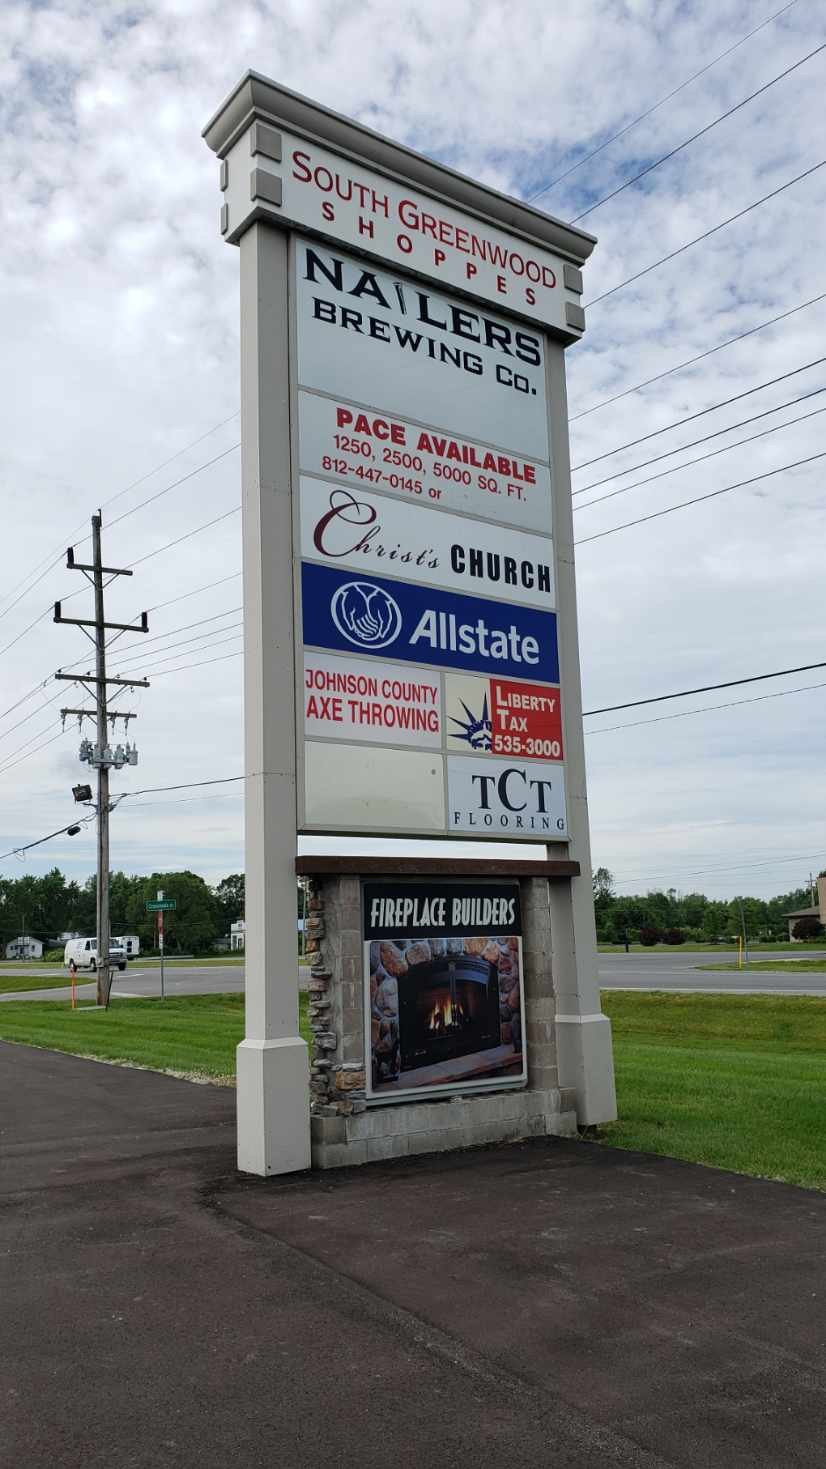 SOUTH GREENWOOD
SHOPPES
NAILERS
BREWING CO.
PACE AVAILABLE
1250, 2500, 5000 SQ. FT.
812-447-0145 or
Christ's CHURCH
Allstate
JOHNSON COUNTY
AXE THROWING
LIBERTY
TAX
535-3000
TCT
FLOORING
FIREPLACE BUILDERS